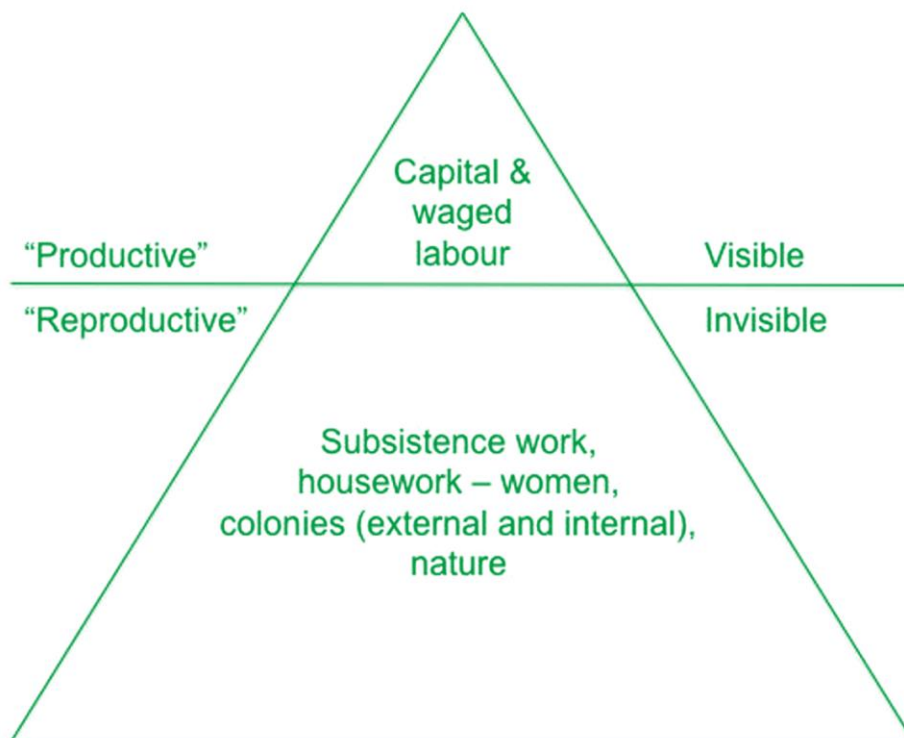 Capital &
waged
labour
“Productive”
Visible
“Reproductive”
Invisible
Subsistence work,
housework – women,
colonies (external and internal),
nature